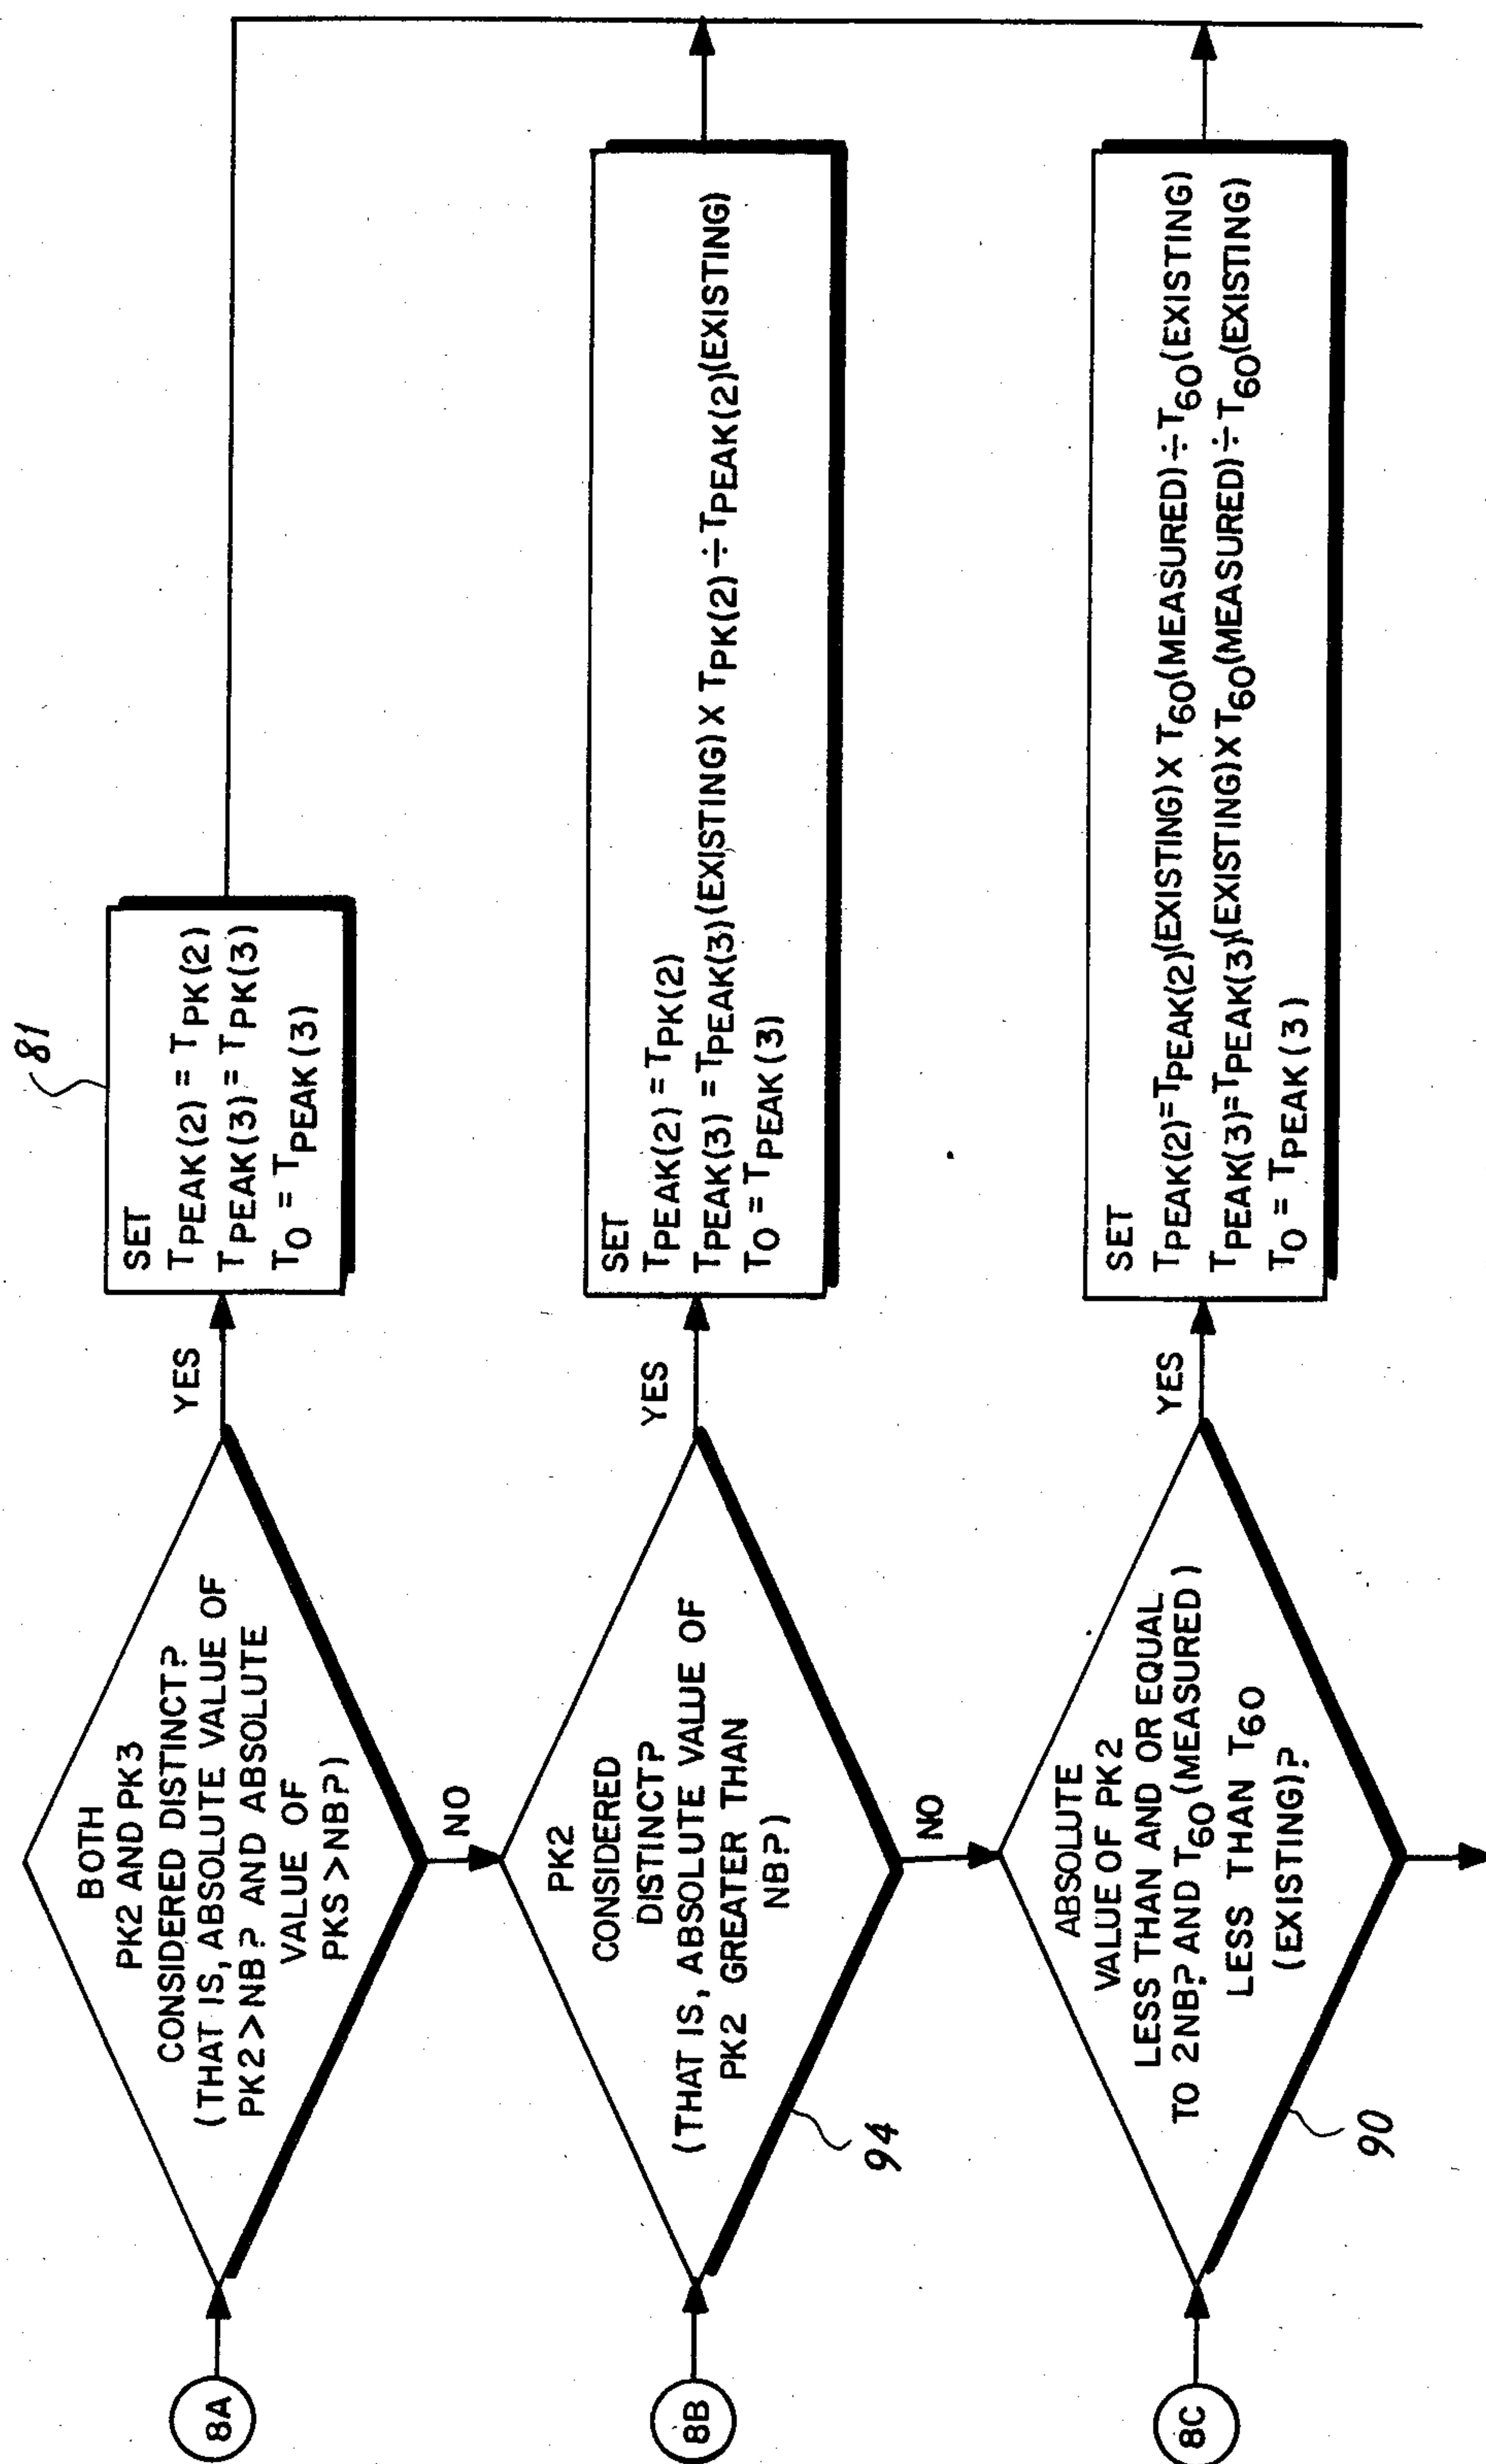 8A
BOTH
PK2 AND PK3
CONSIDERED DISTINCT?
(THAT IS, ABSOLUTE VALUE OF
PK2>NB? AND ABSOLUTE
VALUE OF
PKS>NB?)
YES
81
SET
TPEAK(2) = TPK(2)
TPEAK(3) = TPK(3)
TO = TPEAK(3)
NO
8B
PK2
CONSIDERED
DISTINCT?
(THAT IS, ABSOLUTE VALUE OF
PK2 GREATER THAN
NB?)
94
YES
SET
TPEAK(2) = TPK(2)
TPEAK(3) = TPEAK(3)(EXISTING) X TPK(2) ÷ TPEAK(2)(EXISTING)
TO = TPEAK(3)
NO
8C
ABSOLUTE
VALUE OF PK2
LESS THAN AND OR EQUAL
TO 2NB? AND T60 (MEASURED)
LESS THAN T60
(EXISTING)?
90
YES
SET
TPEAK(2)=TPEAK(2)(EXISTING) X T60(MEASURED) ÷ T60(EXISTING)
TPEAK(3)=TPEAK(3)(EXISTING) X T60(MEASURED) ÷ T60(EXISTING)
TO = TPEAK(3)